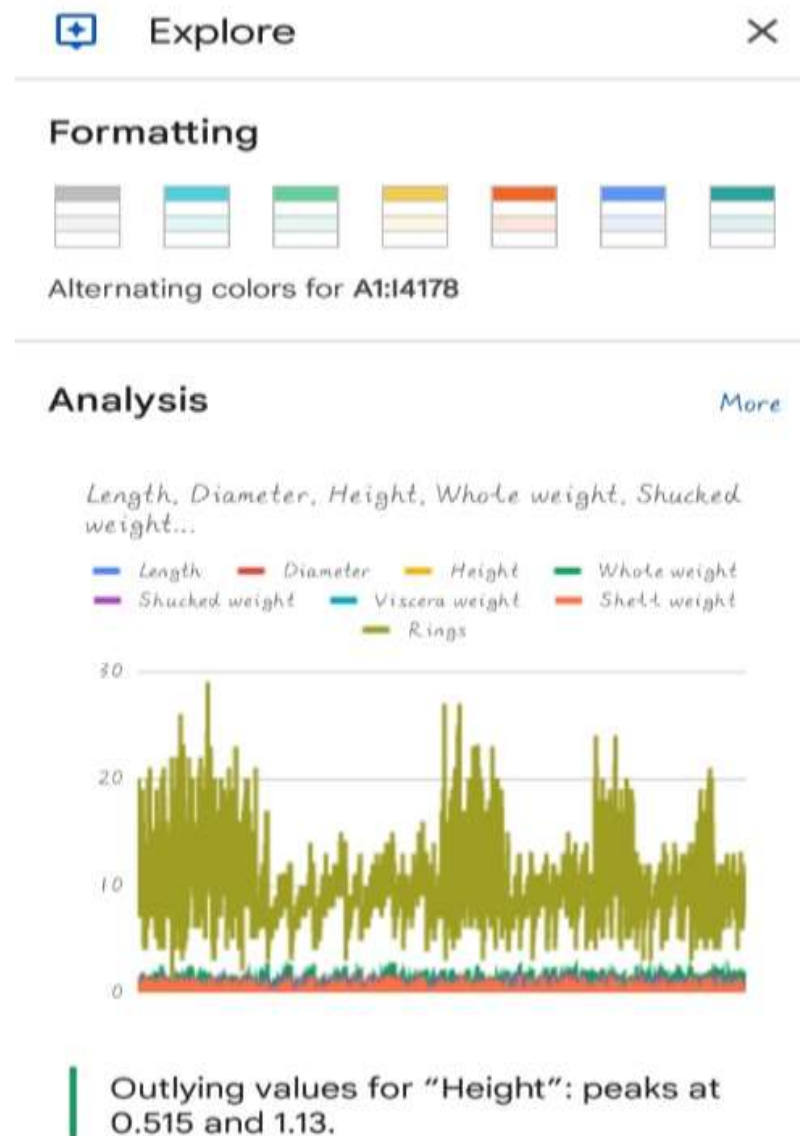 Explore
Formatting
Alternating colors for A1:I4178
Analysis
More
Length, Diameter, Height, Whole weight, Shucked
weight...
Length Diameter Height Whole weight
Shucked weight Viscera weight Shell weight
Rings
30
20
10
0
Outlying values for "Height": peaks at
0.515 and 1.13.